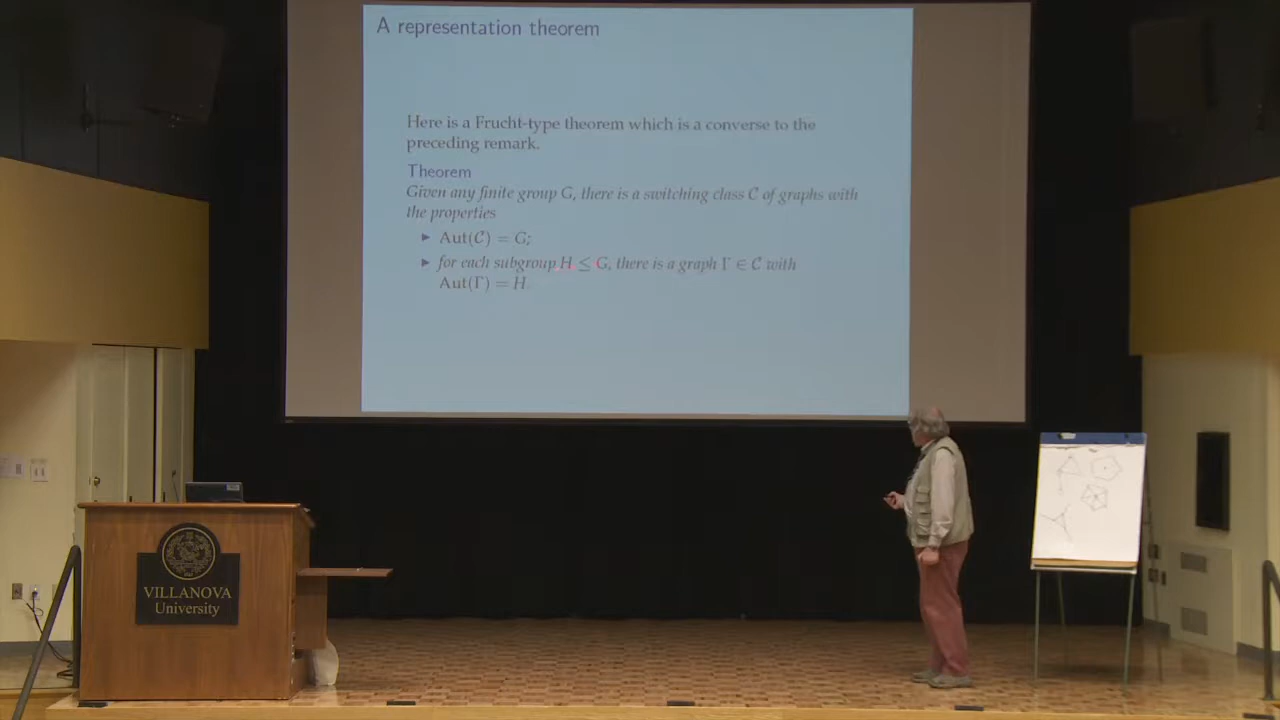 A representation theorem
Here is a Frucht-type theorem which is a converse to the
preceding remark.
Theorem
Given any finite group G, there is a switching class C of graphs with
the properties
▶ Aut(C) = G;
▶ for each subgroup H ≤ G, there is a graph Γ ∈ C with
Aut(Γ) = H.
VILLANOVA
University